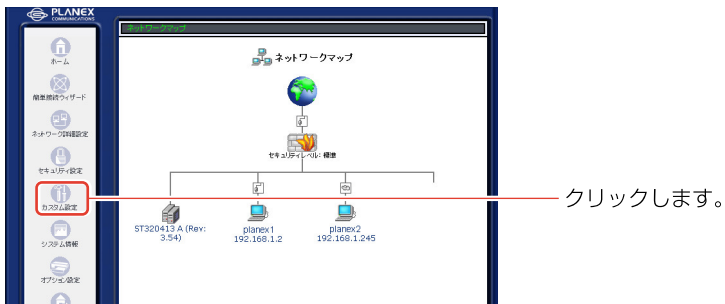 PLANEX
COMMUNICATIONS
ネットワークマップ
ホーム
ネットワークマップ
簡単接続ウィザード
ネットワーク詳細設定
セキュリティ設定
セキュリティレベル: 標準
カスタム設定
クリックします。
システム情報
オプション設定
ST320413 A (Rev:
3.54)
planex1
192.168.1.2
planex2
192.168.1.245